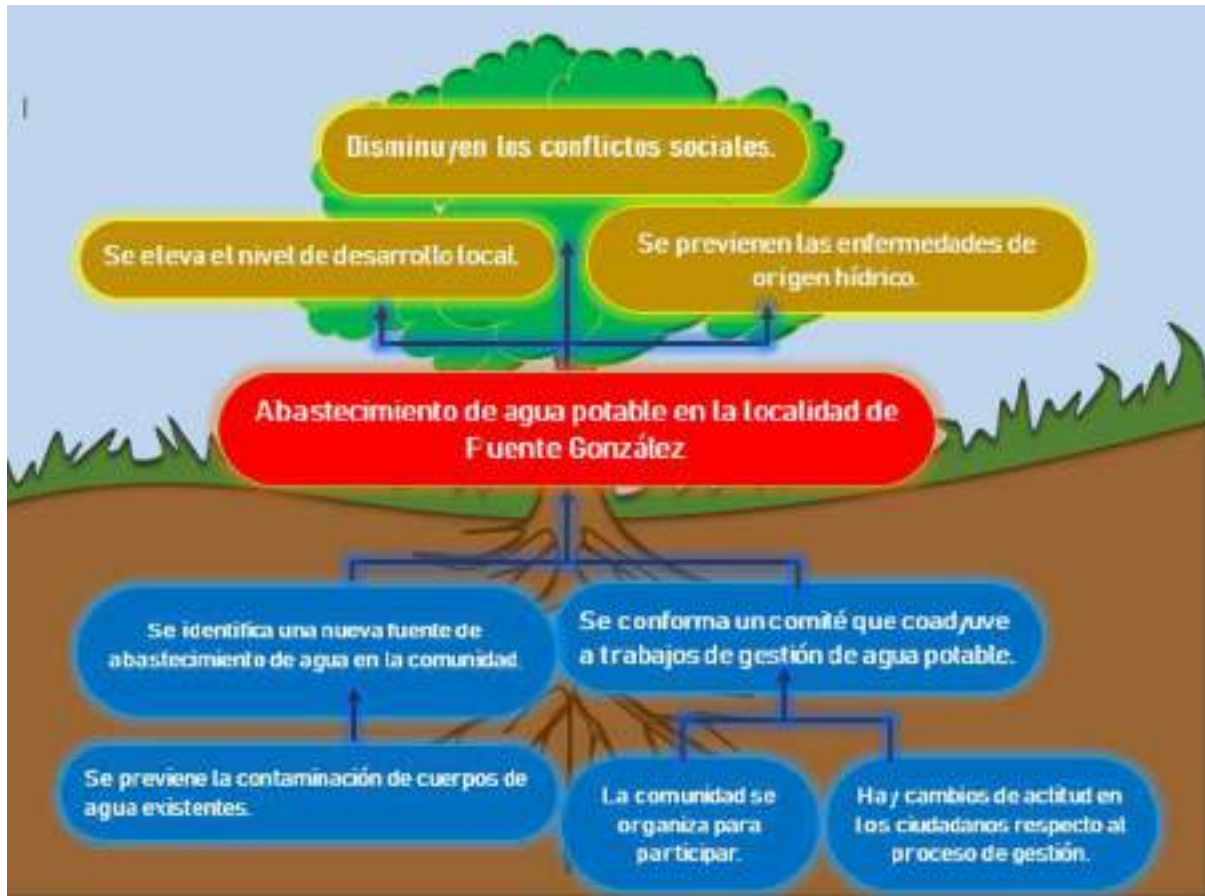 Disminuyen los conflictos sociales.
Se eleva el nivel de desarrollo local.
Se previenen las enfermedades de
origen hídrico.
Abastecimiento de agua potable en la localidad de
Puente González
Se identifica una nueva fuente de
abastecimiento de agua en la comunidad.
Se conforma un comité que coadyuve
a trabajos de gestión de agua potable.
Se previene la contaminación de cuerpos de
agua existentes.
La comunidad se
organiza para
participar.
Hay cambios de actitud en
los ciudadanos respecto al
proceso de gestión.